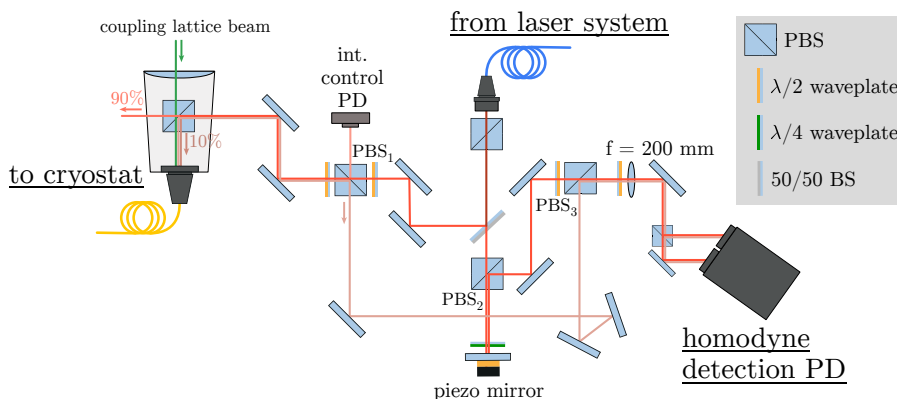 coupling lattice beam
from laser system
int.
control
PD
PBS
90%
λ/2 waveplate
10%
PBS₁
f = 200 mm
λ/4 waveplate
to cryostat
PBS₃
50/50 BS
PBS₂
homodyne
detection PD
piezo mirror